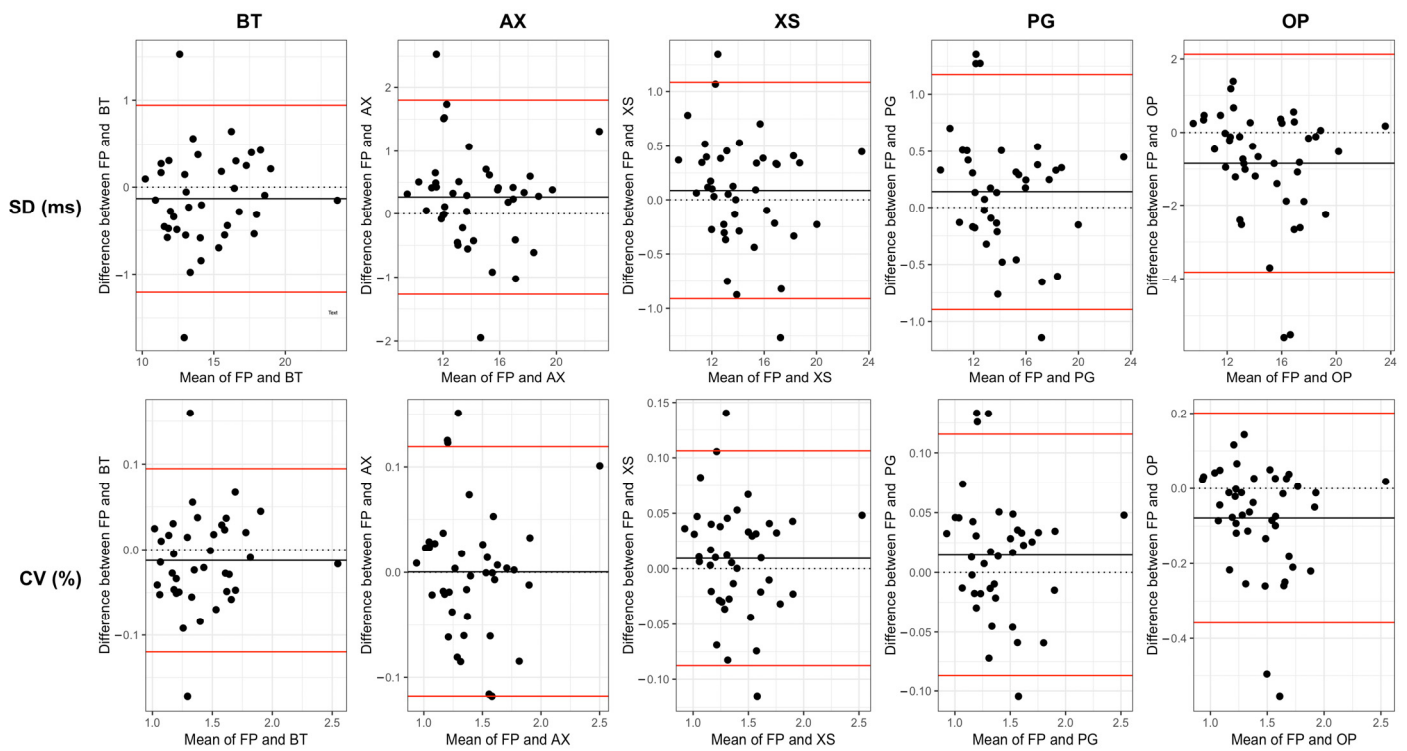 BT AX XS PG OP
SD (ms)
Difference between FP and BT
1
0
−1
Text
10 15 20
Mean of FP and BT
Difference between FP and AX
2
1
0
−1
−2
12 16 20
Mean of FP and AX
Difference between FP and XS
1.0
0.5
0.0
−0.5
−1.0
12 16 20 24
Mean of FP and XS
Difference between FP and PG
1.0
0.5
0.0
−0.5
−1.0
12 16 20 24
Mean of FP and PG
Difference between FP and OP
2
0
−2
−4
12 16 20 24
Mean of FP and OP
CV (%)
Difference between FP and BT
0.1
0.0
−0.1
1.0 1.5 2.0 2.5
Mean of FP and BT
Difference between FP and AX
0.1
0.0
−0.1
1.0 1.5 2.0 2.5
Mean of FP and AX
Difference between FP and XS
0.15
0.10
0.05
0.00
−0.05
−0.10
1.0 1.5 2.0 2.5
Mean of FP and XS
Difference between FP and PG
0.10
0.05
0.00
−0.05
−0.10
1.0 1.5 2.0 2.5
Mean of FP and PG
Difference between FP and OP
0.2
0.0
−0.2
−0.4
1.0 1.5 2.0 2.5
Mean of FP and OP